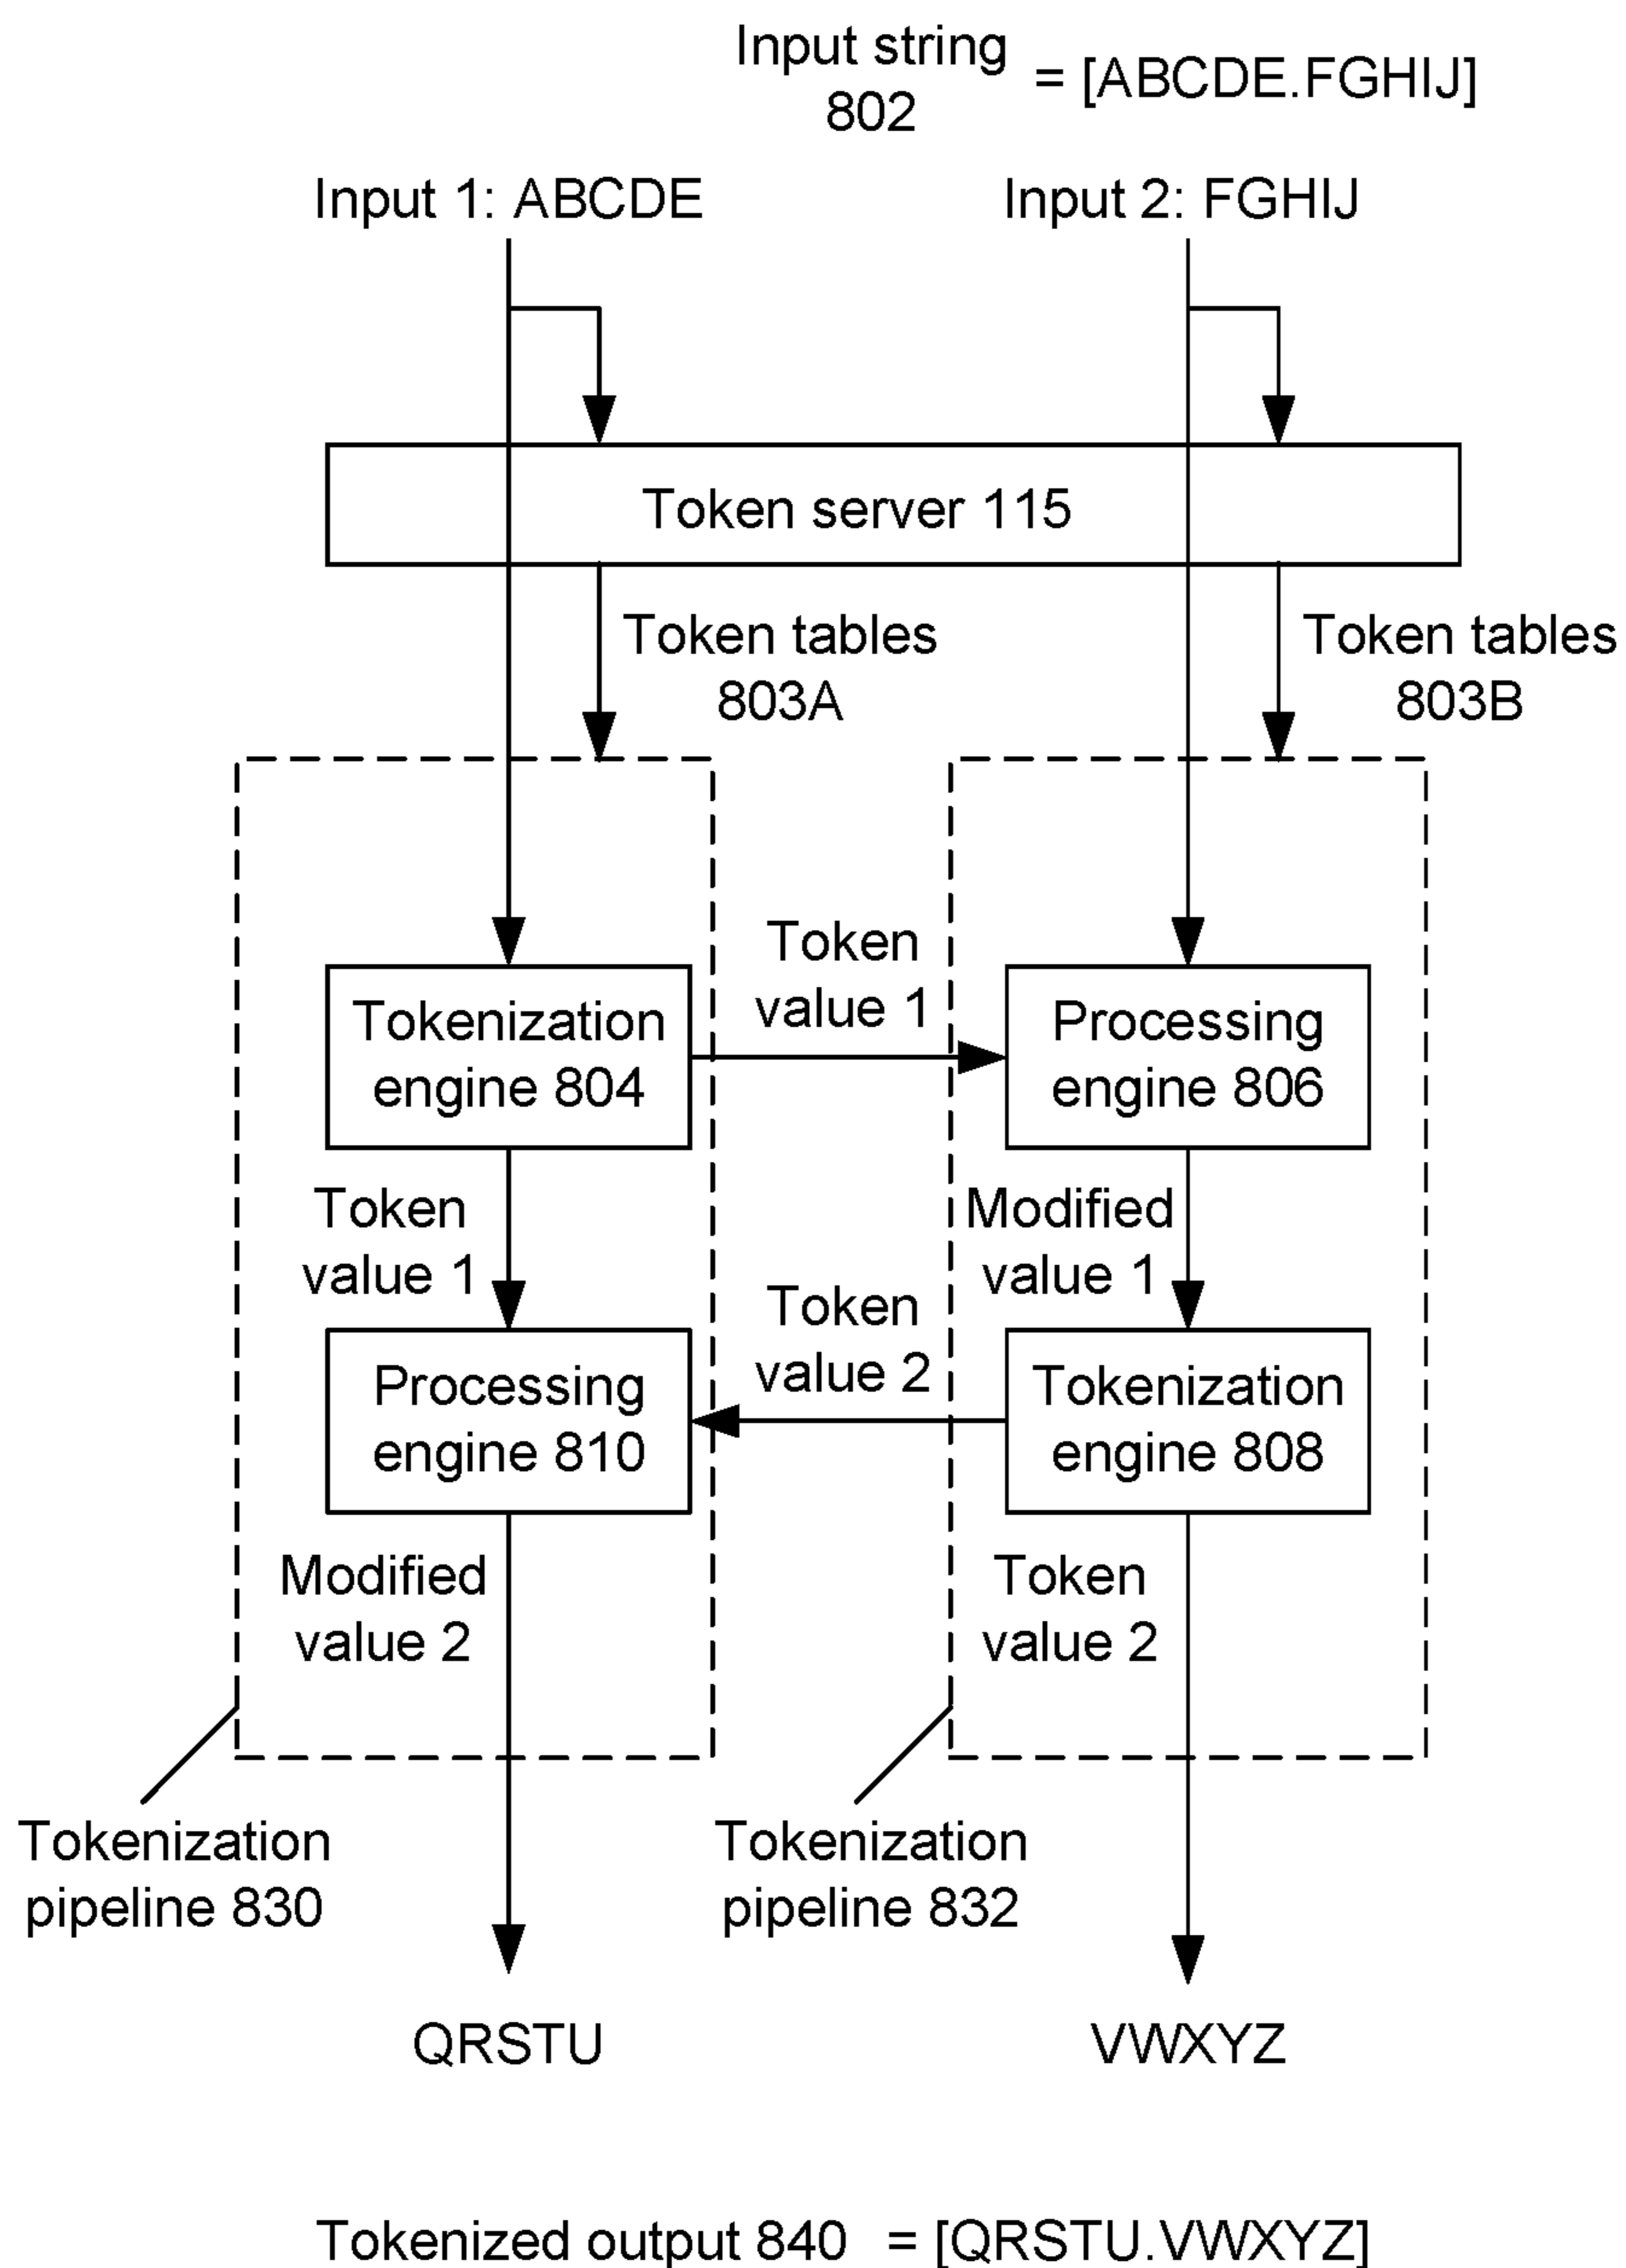 Input string
802
= [ABCDE.FGHIJ]
Input 1: ABCDE
Input 2: FGHIJ
Token server 115
Token tables
803A
Token tables
803B
Token
value 1
Tokenization
engine 804
Processing
engine 806
Token
value 1
Modified
value 1
Token
value 2
Processing
engine 810
Tokenization
engine 808
Modified
value 2
Token
value 2
Tokenization
pipeline 830
Tokenization
pipeline 832
QRSTU
VWXYZ
Tokenized output 840 = [QRSTU.VWXYZ]